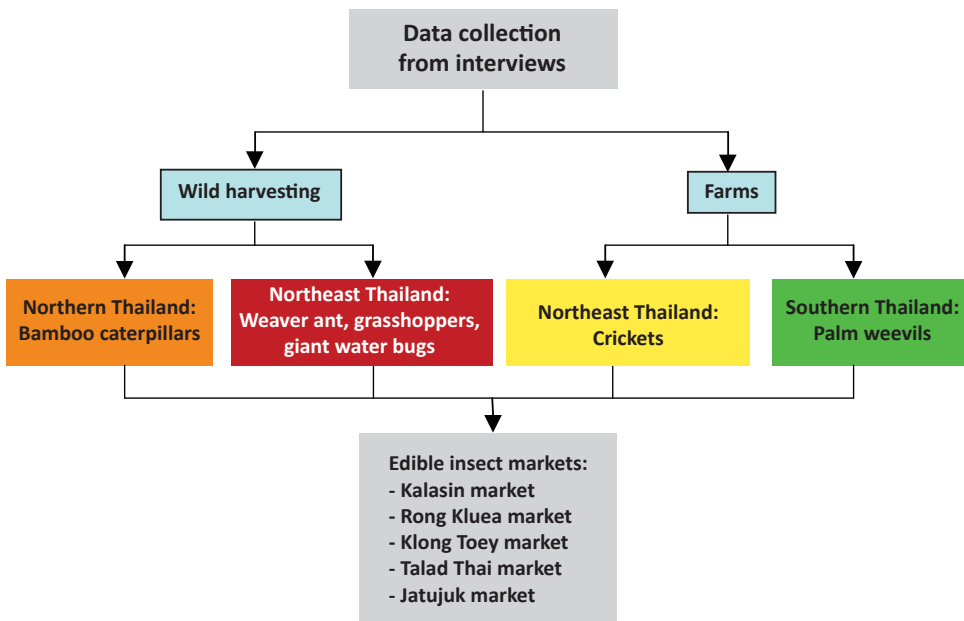 Data collection
from interviews
Wild harvesting
Farms
Northern Thailand:
Bamboo caterpillars
Northeast Thailand:
Weaver ant, grasshoppers,
giant water bugs
Northeast Thailand:
Crickets
Southern Thailand:
Palm weevils
Edible insect markets:
- Kalasin market
- Rong Kluea market
- Klong Toey market
- Talad Thai market
- Jatujuk market